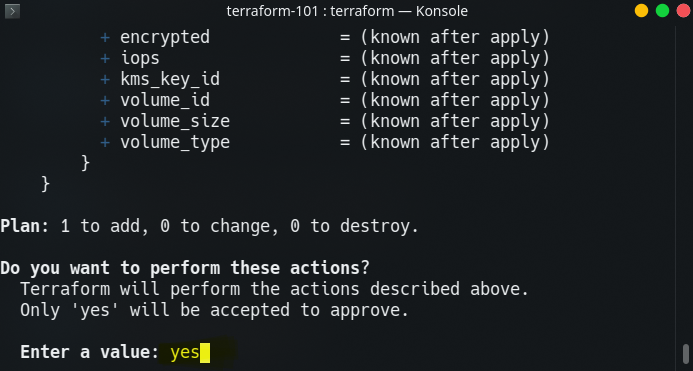 terraform-101 : terraform — Konsole
+ encrypted = (known after apply)
+ iops = (known after apply)
+ kms_key_id = (known after apply)
+ volume_id = (known after apply)
+ volume_size = (known after apply)
+ volume_type = (known after apply)
}
}
Plan: 1 to add, 0 to change, 0 to destroy.
Do you want to perform these actions?
Terraform will perform the actions described above.
Only 'yes' will be accepted to approve.
Enter a value: yes